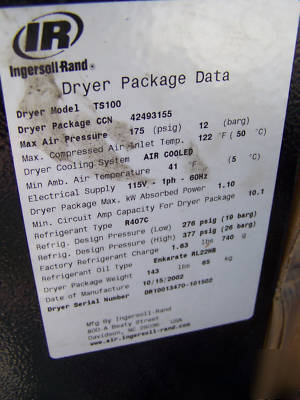 IR
Ingersoll-Rand®
Dryer Package Data
Dryer Model TS100
Dryer Package CCN 42493155
Max Air Pressure 175 (psig) 12 (barg)
Max. Compressed Air Inlet Temp. 122 °F( 50 °C)
Dryer Cooling System AIR COOLED
Min Amb. Air Temperature 41 °F (5 °C)
Electrical Supply 115V - 1ph - 60Hz
Dryer Package Max. kW Absorbed Power 1.10
Min. Circuit Amp Capacity For Dryer Package 10.1
Refrigerant Type R407C
Refrig. Design Pressure (Low) 276 psig (19 barg)
Refrig. Design Pressure (High) 377 psig (26 barg)
Factory Refrigerant Charge 1.63 lbs 740 g
Refrigerant Oil Type Emkarate RL22HB
Dryer Package Weight 143 lbs 65 kg
Date of Manufacture 10/15/2002
Dryer Serial Number DR10013470-101502
Mfg By Ingersoll-Rand
800-A Beaty Street
Davidson, NC 28036 USA
www.air.ingersoll-rand.com